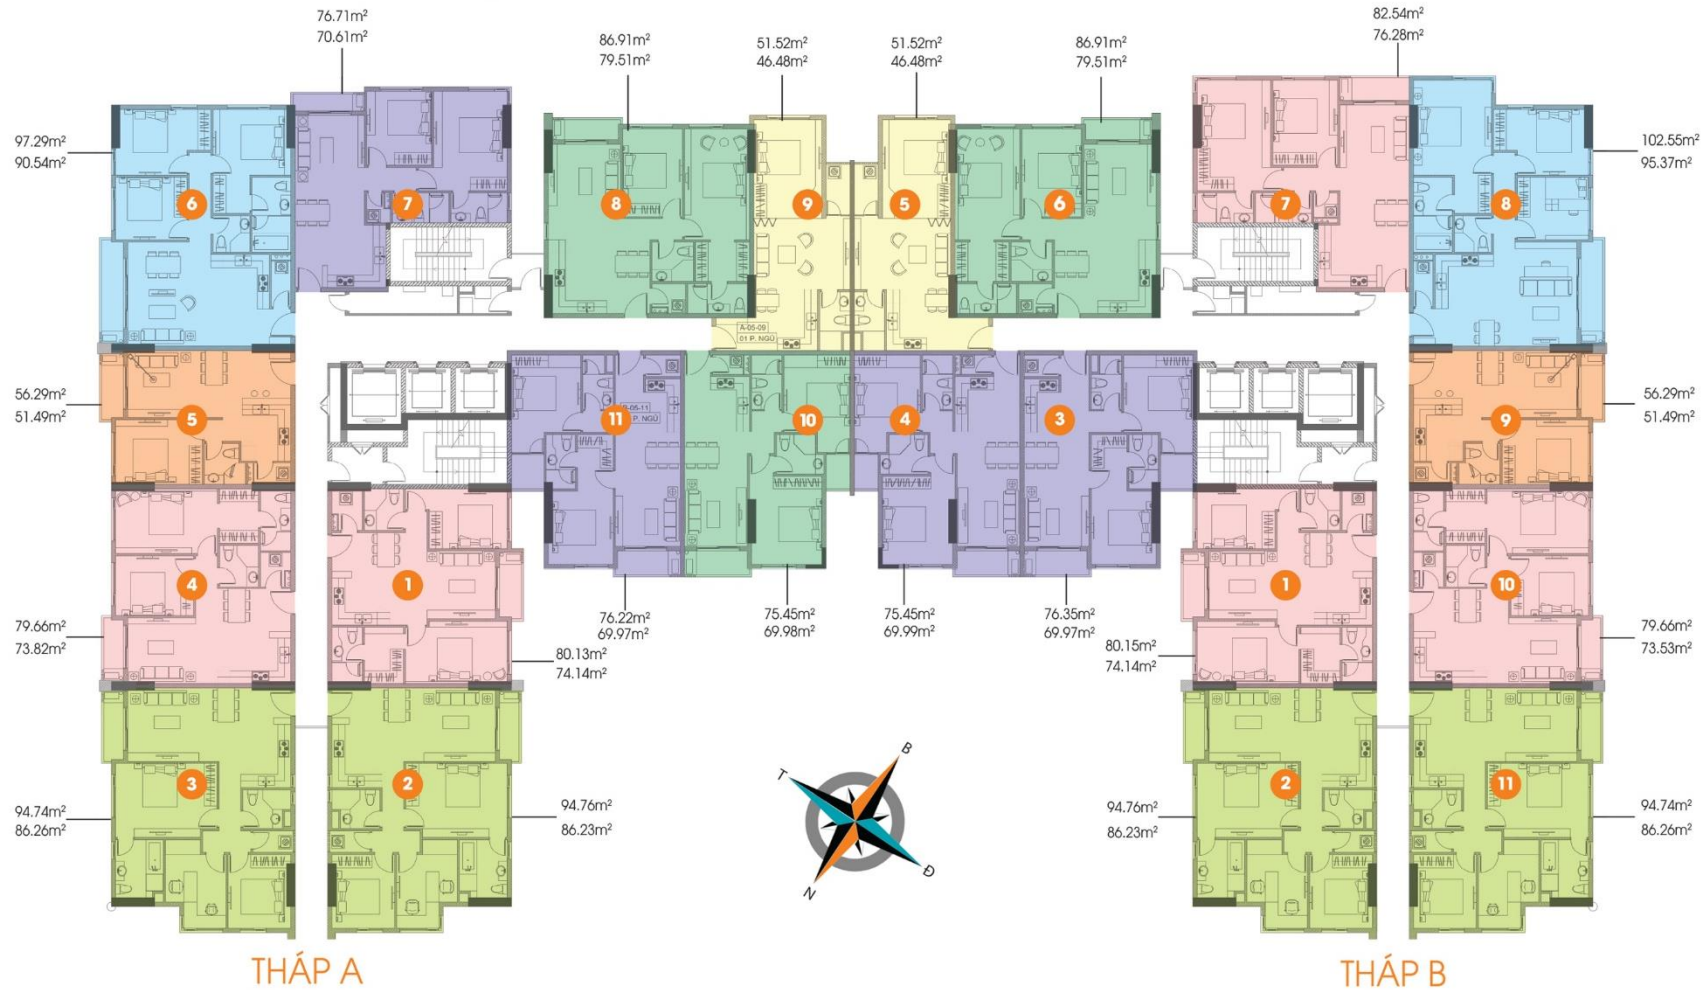 76.71m²
70.61m²
86.91m²
79.51m²
51.52m²
46.48m²
51.52m²
46.48m²
86.91m²
79.51m²
82.54m²
76.28m²
97.29m²
90.54m²
102.55m²
95.37m²
6
7
8
9
5
6
7
8
A-05-09
01 P. NGỦ
56.29m²
51.49m²
5
11
P. NGỦ
10
4
3
9
56.29m²
51.49m²
4
1
1
10
79.66m²
73.82m²
76.22m²
69.97m²
75.45m²
69.98m²
75.45m²
69.99m²
76.35m²
69.97m²
79.66m²
73.53m²
80.13m²
74.14m²
80.15m²
74.14m²
3
2
2
11
94.74m²
86.26m²
94.76m²
86.23m²
94.76m²
86.23m²
94.74m²
86.26m²
B
T
Đ
N
THÁP A
THÁP B